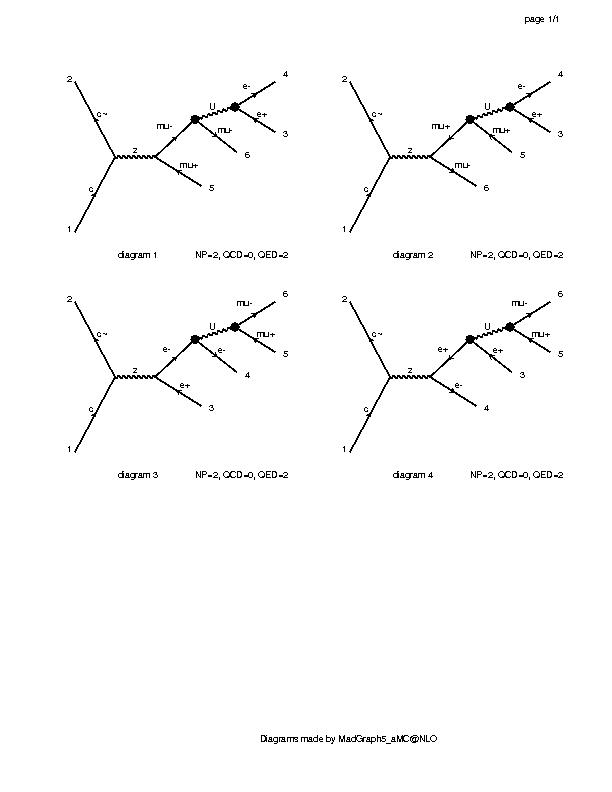 page 1/1
2 4
e-
U
c~ e+
mu- mu-
3
z 6
mu+
c 5
1
diagram 1 NP=2, QCD=0, QED=2
2 4
e-
U
c~ e+
mu+ mu+
3
z 5
mu-
c 6
1
diagram 2 NP=2, QCD=0, QED=2
2 6
mu-
U
c~ mu+
e- e-
5
z 4
e+
c 3
1
diagram 3 NP=2, QCD=0, QED=2
2 6
mu-
U
c~ mu+
e+ e+
5
z 3
e-
c 4
1
diagram 4 NP=2, QCD=0, QED=2
Diagrams made by MadGraph5_aMC@NLO